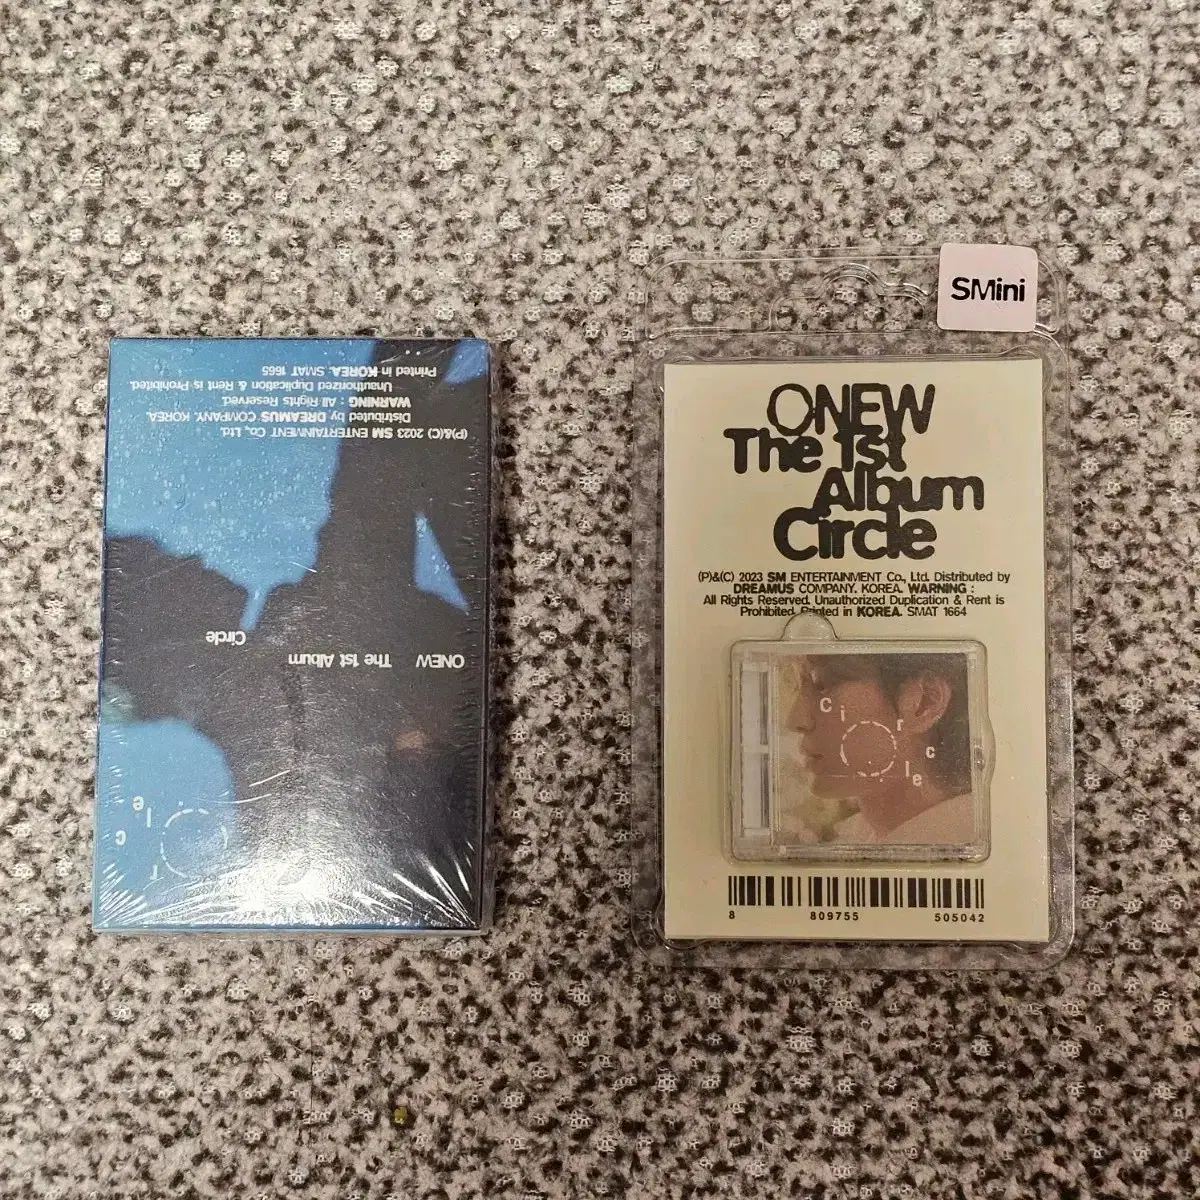 Printed in KOREA. SMAT 1665
Unauthorized Duplication & Rent is Prohibited.
WARNING : All Rights Reserved.
Distributed by DREAMUS COMPANY. KOREA.
(P)&(C) 2023 SM ENTERTAINMENT Co., Ltd.
Circle
ONEW The 1st Album
c
i
r
c
le
SMini
ONEW
The 1st
Album
Circle
(P)&(C) 2023 SM ENTERTAINMENT Co., Ltd. Distributed by
DREAMUS COMPANY. KOREA. WARNING :
All Rights Reserved. Unauthorized Duplication & Rent is
Prohibited. Printed in KOREA. SMAT 1664
Ci
r
c
le
8 809755 505042